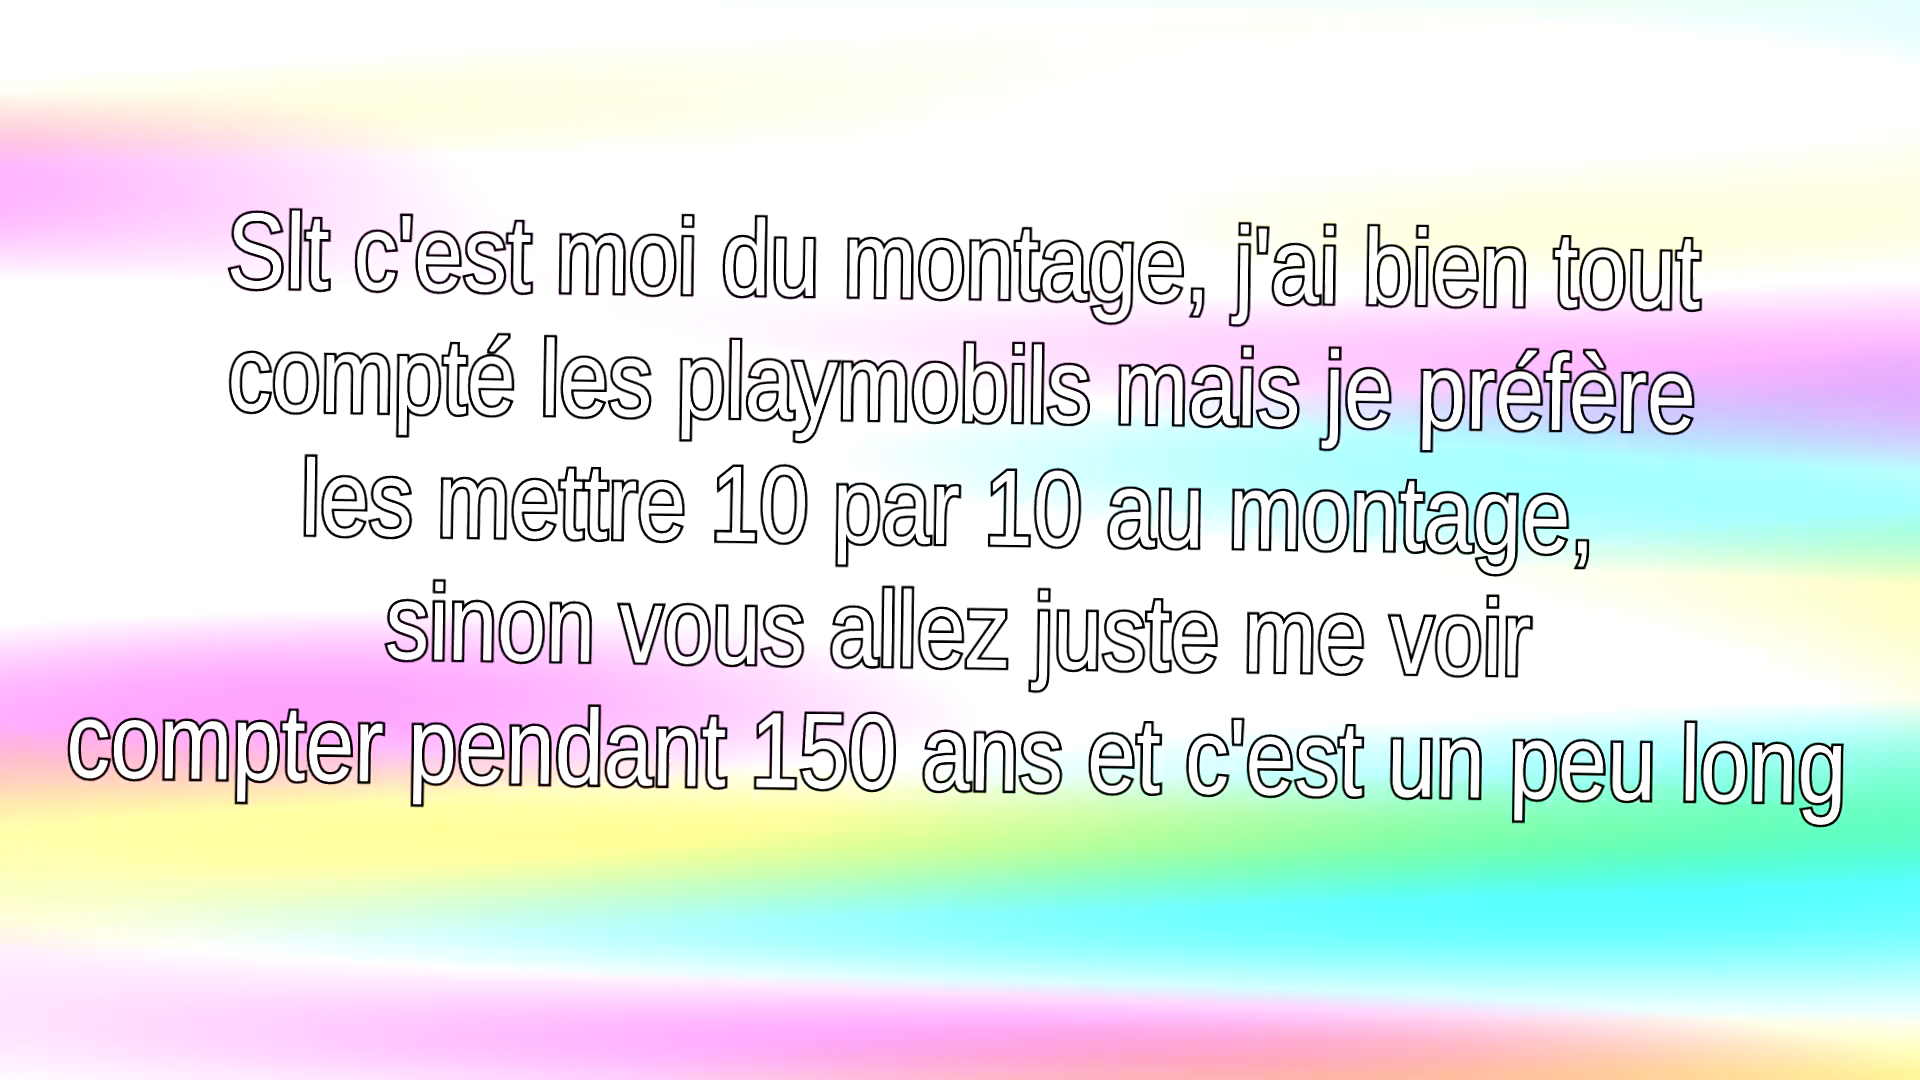 Slt c'est moi du montage, j'ai bien tout
compté les playmobils mais je préfère
les mettre 10 par 10 au montage,
sinon vous allez juste me voir
compter pendant 150 ans et c'est un peu long